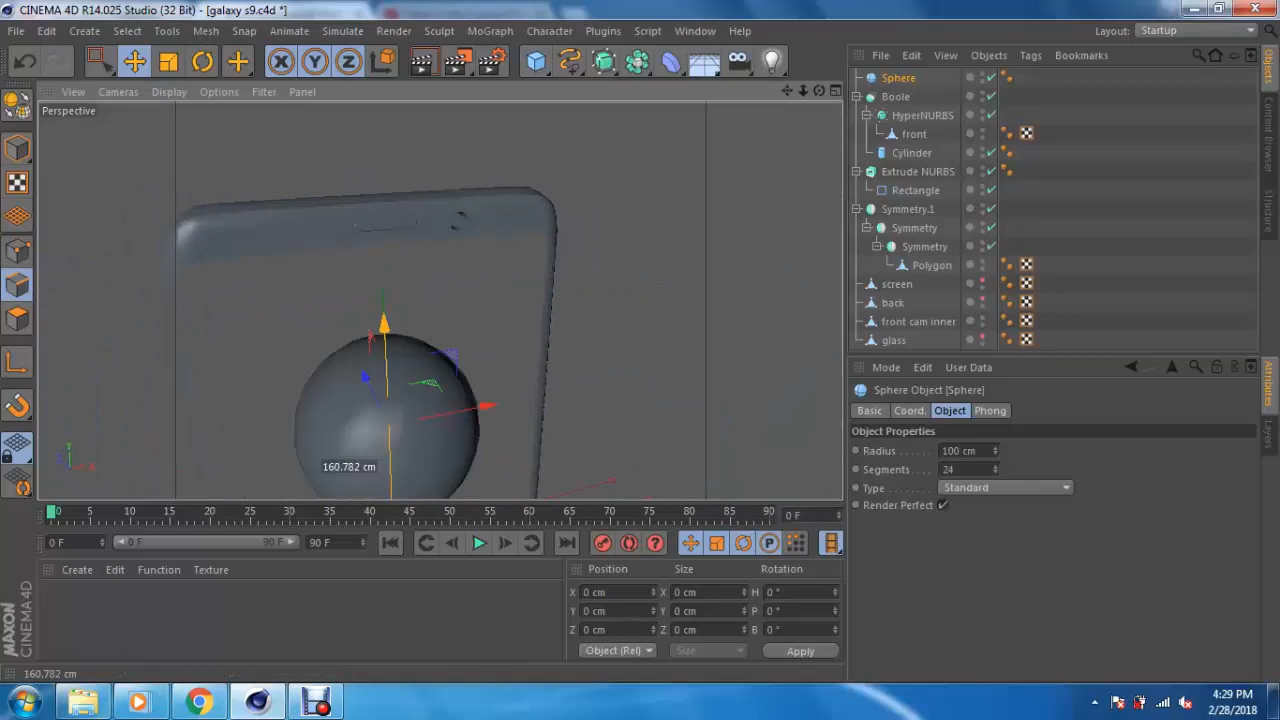 CINEMA 4D R14.025 Studio (32 Bit) - [galaxy s9.c4d *]
File Edit Create Select Tools Mesh Snap Animate Simulate Render Sculpt MoGraph Character Plugins Script Window Help Layout: Startup
View Cameras Display Options Filter Panel
Perspective
160.782 cm
Y
X
File Edit View Objects Tags Bookmarks
Sphere
Boole
HyperNURBS
front
Cylinder
Extrude NURBS
Rectangle
Symmetry.1
Symmetry
Symmetry
Polygon
screen
back
front cam inner
glass
Objects
Content Browser
Structure
Mode Edit User Data
Sphere Object [Sphere]
Basic Coord. Object Phong
Object Properties
Radius 100 cm
Segments 24
Type Standard
Render Perfect
Attributes
Layers
0 5 10 15 20 25 30 35 40 45 50 55 60 65 70 75 80 85 90 0 F
0 F 0 F 90 F 90 F
P
Create Edit Function Texture
Position Size Rotation
X 0 cm X 0 cm H 0 °
Y 0 cm Y 0 cm P 0 °
Z 0 cm Z 0 cm B 0 °
Object (Rel) Size Apply
MAXON CINEMA 4D
160.782 cm
4:29 PM
2/28/2018